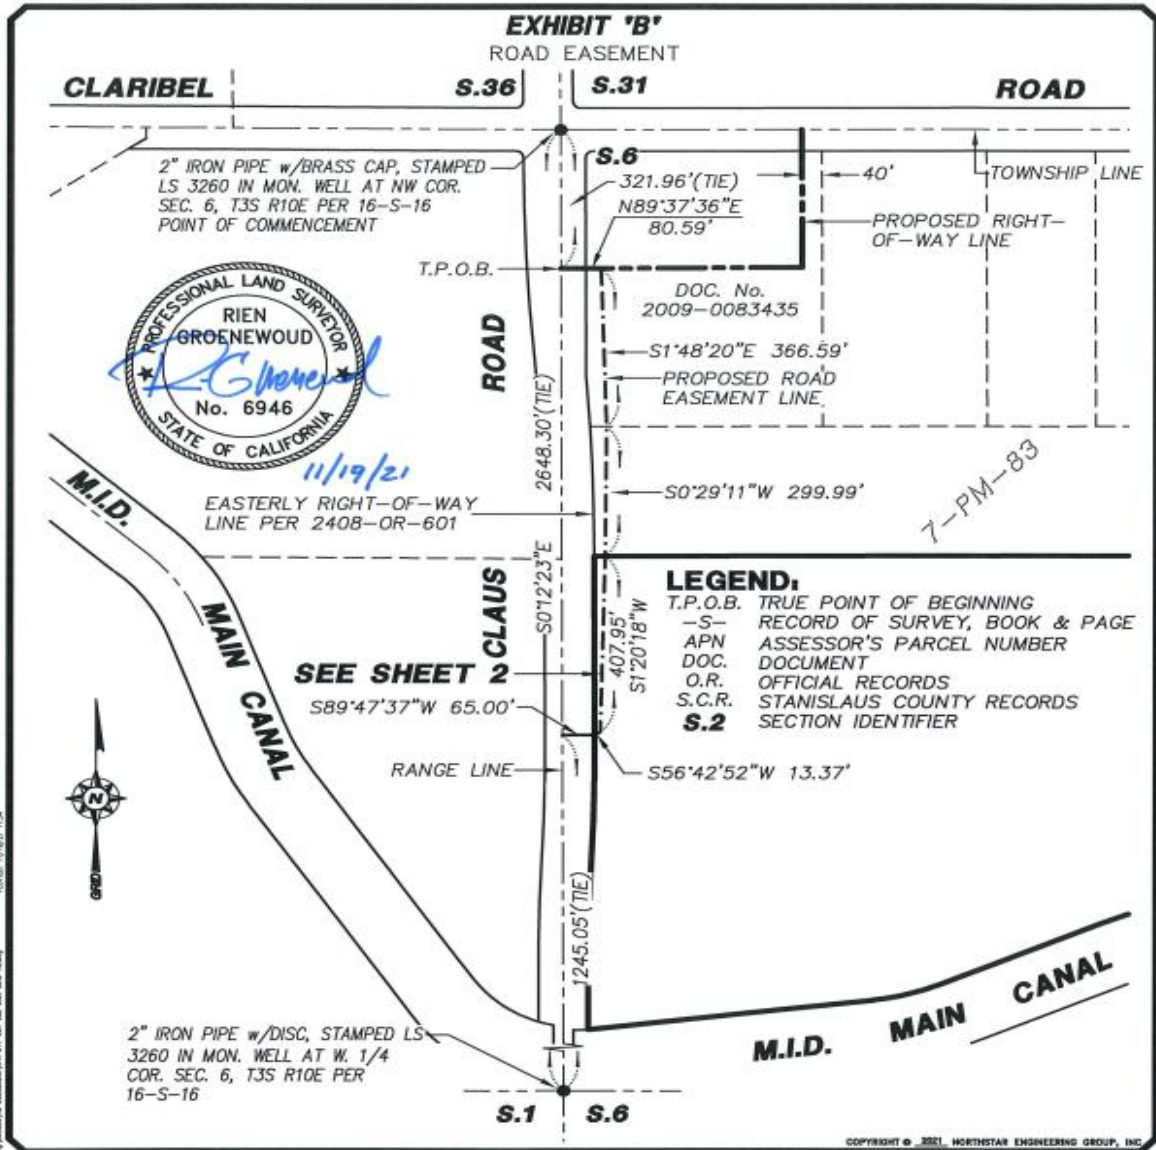 EXHIBIT 'B'
ROAD EASEMENT
CLARIBEL
S.36
S.31
ROAD
2" IRON PIPE w/BRASS CAP, STAMPED
LS 3260 IN MON. WELL AT NW COR.
SEC. 6, T3S R10E PER 16-S-16
POINT OF COMMENCEMENT
S.6
321.96'(TIE)
40'
TOWNSHIP LINE
N89°37'36"E
80.59'
PROPOSED RIGHT-
OF-WAY LINE
T.P.O.B.
DOC. No.
2009-0083435
PROFESSIONAL LAND SURVEYOR
RIEN
GROENEWOUD
No. 6946
STATE OF CALIFORNIA
11/19/21
ROAD
2648.30'(TIE)
S1°48'20"E 366.59'
PROPOSED ROAD
EASEMENT LINE
EASTERLY RIGHT-OF-WAY
LINE PER 2408-OR-601
S0°29'11"W 299.99'
7-PM-83
M.I.D.
MAIN CANAL
CLAUS
S0°12'23"E
407.95'
S1°20'18"W
LEGEND:
T.P.O.B. TRUE POINT OF BEGINNING
-S- RECORD OF SURVEY, BOOK & PAGE
APN ASSESSOR'S PARCEL NUMBER
DOC. DOCUMENT
O.R. OFFICIAL RECORDS
S.C.R. STANISLAUS COUNTY RECORDS
S.2 SECTION IDENTIFIER
SEE SHEET 2
S89°47'37"W 65.00'
RANGE LINE
S56°42'52"W 13.37'
N
GRID
1245.05'(TIE)
M.I.D. MAIN CANAL
2" IRON PIPE w/DISC, STAMPED LS
3260 IN MON. WELL AT W. 1/4
COR. SEC. 6, T3S R10E PER
16-S-16
S.1
S.6
COPYRIGHT © 2021 NORTHSTAR ENGINEERING GROUP, INC